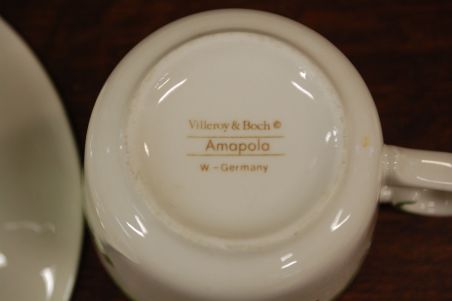 Villeroy & Boch ©
Amapola
W.-Germany